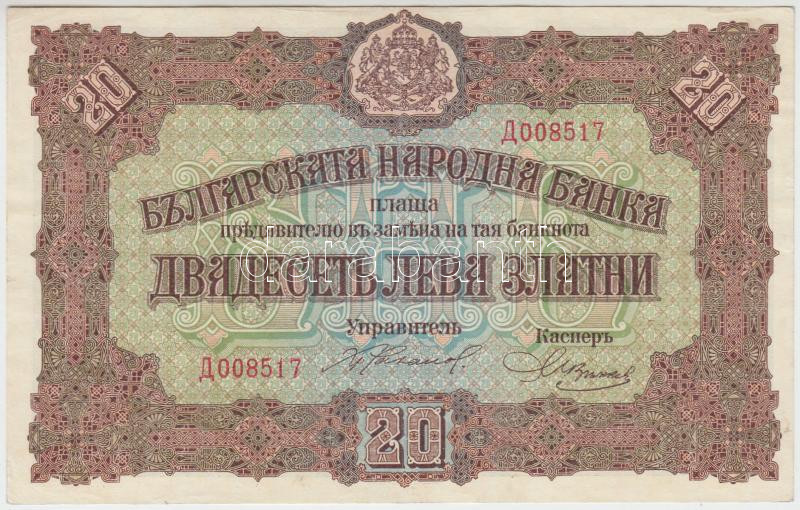 20
20
Д008517
БЪЛГАРСКАТА НАРОДНА БАНКА
плаща
прѣдявителю въ замѣна на тая банкнота
ДВАДЕСЕТЬ ЛЕВА ЗЛАТНИ
Управитель
Касиеръ
Д008517
20